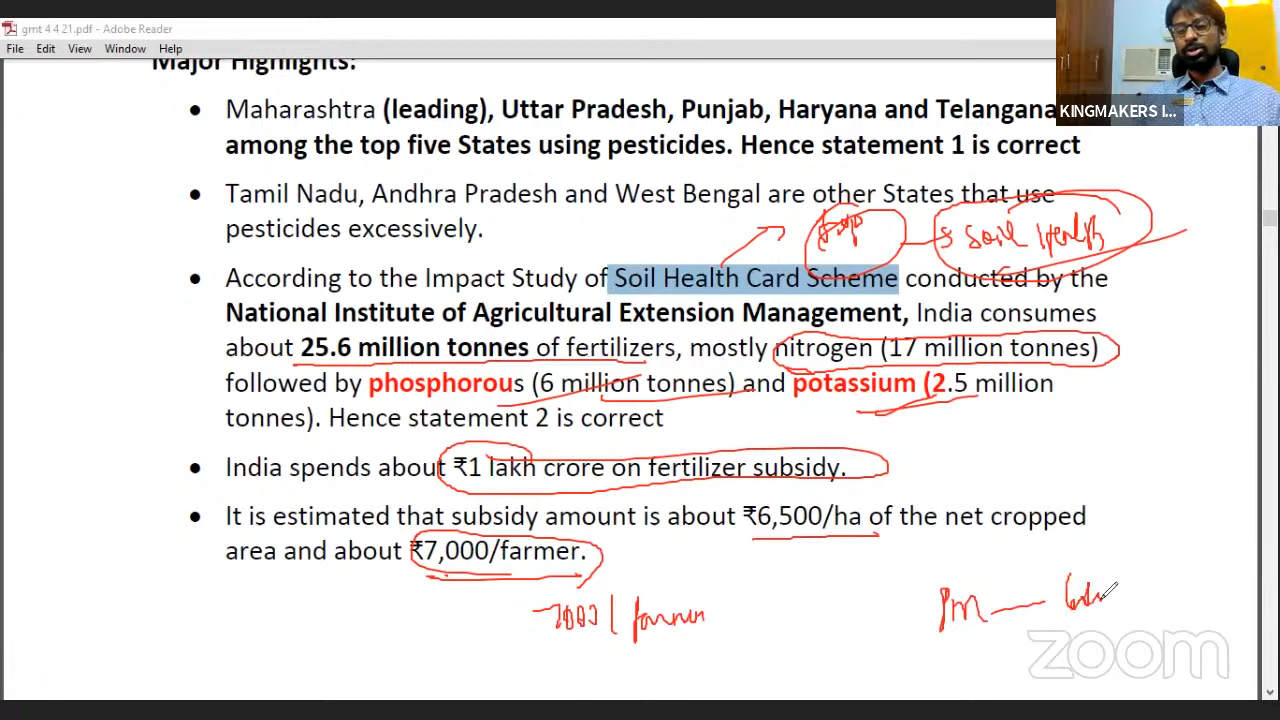 gmt 4 4 21.pdf - Adobe Reader
File Edit View Window Help
Major Highlights:
KINGMAKERS I...
• Maharashtra (leading), Uttar Pradesh, Punjab, Haryana and Telangana
among the top five States using pesticides. Hence statement 1 is correct
• Tamil Nadu, Andhra Pradesh and West Bengal are other States that use
pesticides excessively.
Soil Health
• According to the Impact Study of Soil Health Card Scheme conducted by the
National Institute of Agricultural Extension Management, India consumes
about 25.6 million tonnes of fertilizers, mostly nitrogen (17 million tonnes)
followed by phosphorous (6 million tonnes) and potassium (2.5 million
tonnes). Hence statement 2 is correct
• India spends about ₹1 lakh crore on fertilizer subsidy.
• It is estimated that subsidy amount is about ₹6,500/ha of the net cropped
area and about ₹7,000/farmer.
7000/farmer
PM —
zoom